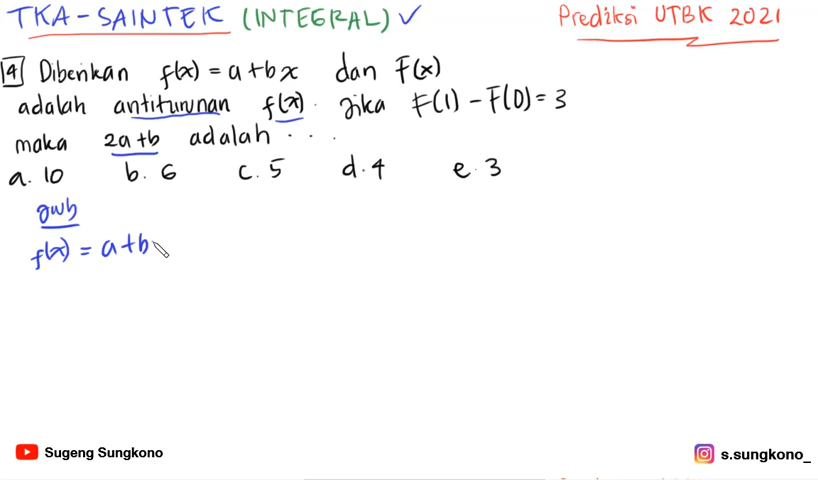 TKA-SAINTEK (INTEGRAL) ✓
Prediksi UTBK 2021
14 Diberikan f(x) = a + bx dan F(x)
adalah antiturunan f(x). Jika F(1) - F(0) = 3
maka 2a+b adalah ...
a. 10 b. 6 c. 5 d. 4 e. 3
Jwb
f(x) = a+b
Sugeng Sungkono
s.sungkono_